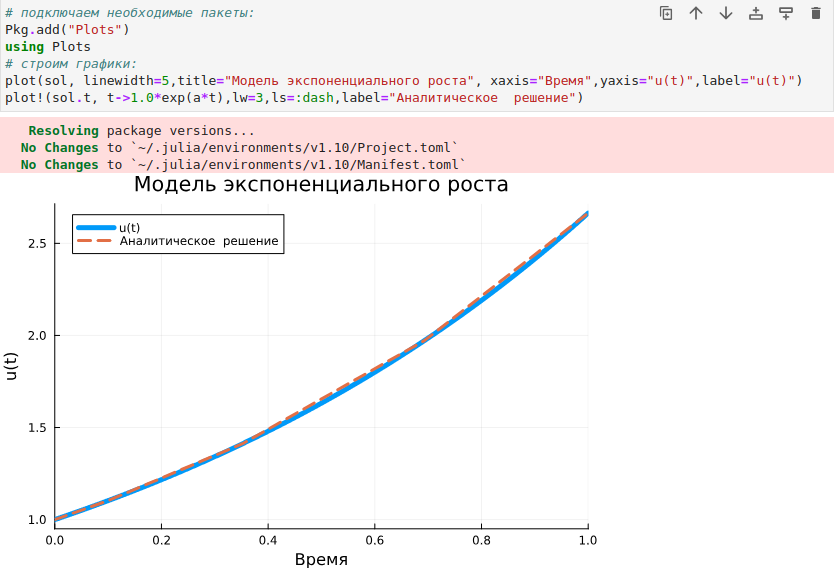 # подключаем необходимые пакеты:
Pkg.add("Plots")
using Plots
# строим графики:
plot(sol, linewidth=5,title="Модель экспоненциального роста", xaxis="Время",yaxis="u(t)",label="u(t)")
plot!(sol.t, t->1.0*exp(a*t),lw=3,ls=:dash,label="Аналитическое  решение")
Resolving package versions...
No Changes to `~/.julia/environments/v1.10/Project.toml`
No Changes to `~/.julia/environments/v1.10/Manifest.toml`
Модель экспоненциального роста
u(t)
Аналитическое  решение
2.5
2.0
1.5
1.0
u(t)
0.0 0.2 0.4 0.6 0.8 1.0
Время